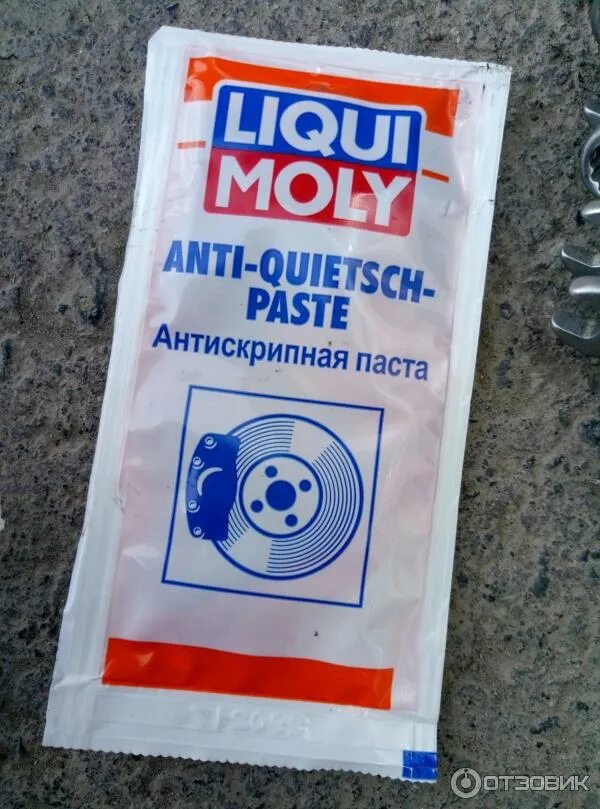 LIQUI
MOLY
ANTI-QUIETSCH-
PASTE
Антискрипная паста
ОТЗОВИК